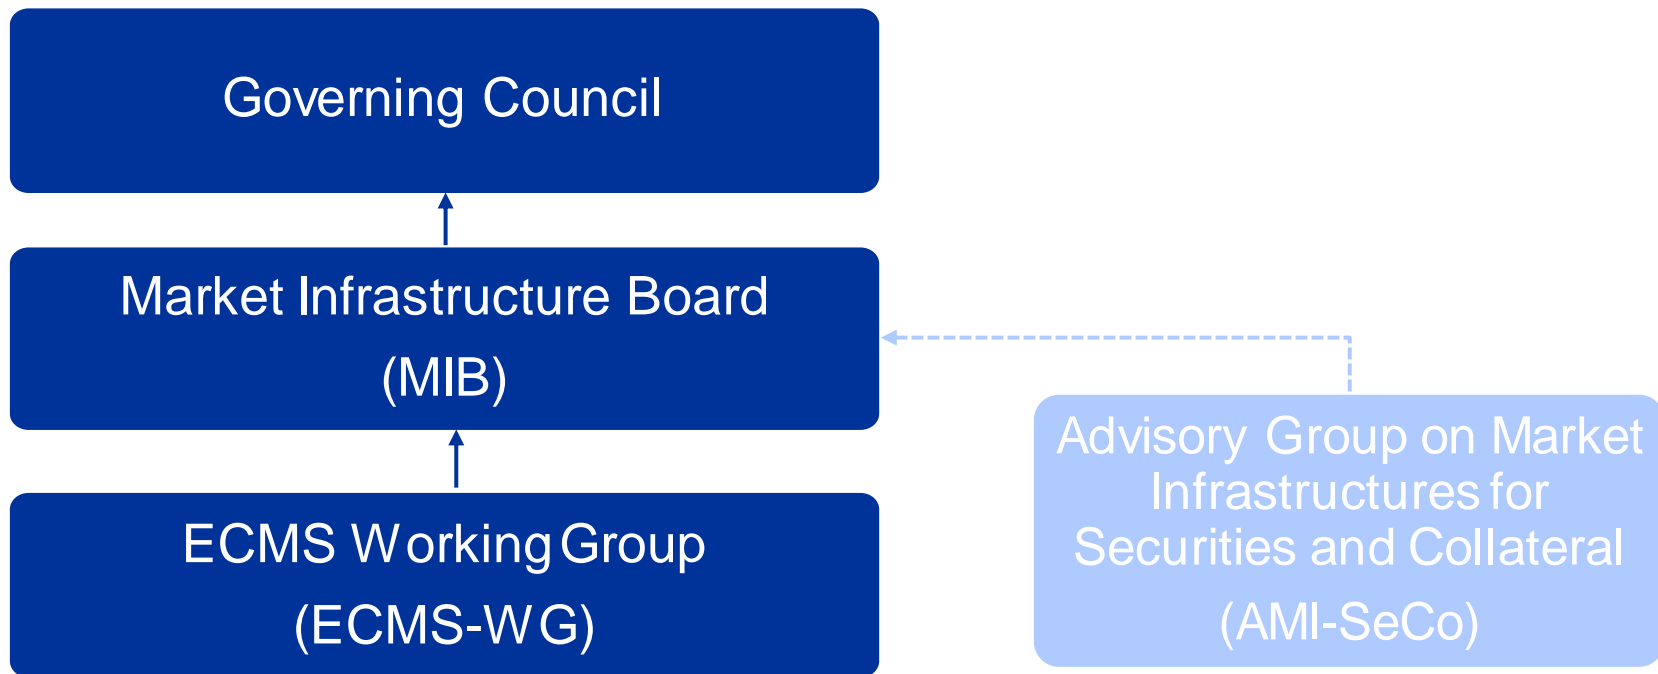 Governing Council
Market Infrastructure Board
(MIB)
ECMS Working Group
(ECMS-WG)
Advisory Group on Market
Infrastructures for
Securities and Collateral
(AMI-SeCo)